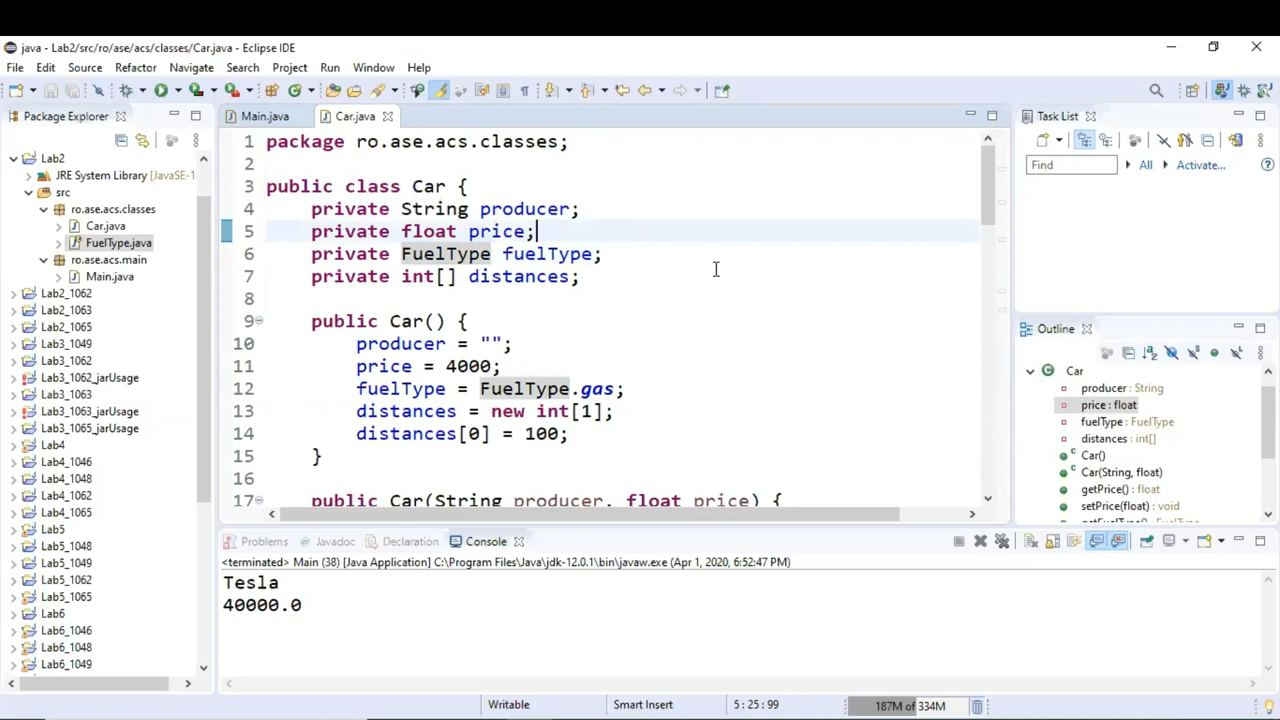 java - Lab2/src/ro/ase/acs/classes/Car.java - Eclipse IDE
File Edit Source Refactor Navigate Search Project Run Window Help
Package Explorer
Lab2
JRE System Library [JavaSE-1
src
ro.ase.acs.classes
Car.java
FuelType.java
ro.ase.acs.main
Main.java
Lab2_1062
Lab2_1063
Lab2_1065
Lab3_1049
Lab3_1062
Lab3_1062_jarUsage
Lab3_1063
Lab3_1063_jarUsage
Lab3_1065_jarUsage
Lab4
Lab4_1046
Lab4_1048
Lab4_1062
Lab4_1065
Lab5
Lab5_1048
Lab5_1049
Lab5_1062
Lab5_1065
Lab6
Lab6_1046
Lab6_1048
Lab6_1049
Main.java Car.java
1 package ro.ase.acs.classes;
2
3 public class Car {
4 private String producer;
5 private float price;
6 private FuelType fuelType;
7 private int[] distances;
8
9 public Car() {
10 producer = "";
11 price = 4000;
12 fuelType = FuelType.gas;
13 distances = new int[1];
14 distances[0] = 100;
15 }
16
17 public Car(String producer, float price) {
Task List
Find All Activate...
Outline
Car
producer : String
price : float
fuelType : FuelType
distances : int[]
Car()
Car(String, float)
getPrice() : float
setPrice(float) : void
getFuelType() : FuelType
Problems Javadoc Declaration Console
<terminated> Main (38) [Java Application] C:\Program Files\Java\jdk-12.0.1\bin\javaw.exe (Apr 1, 2020, 6:52:47 PM)
Tesla
40000.0
Writable Smart Insert 5 : 25 : 99 187M of 334M